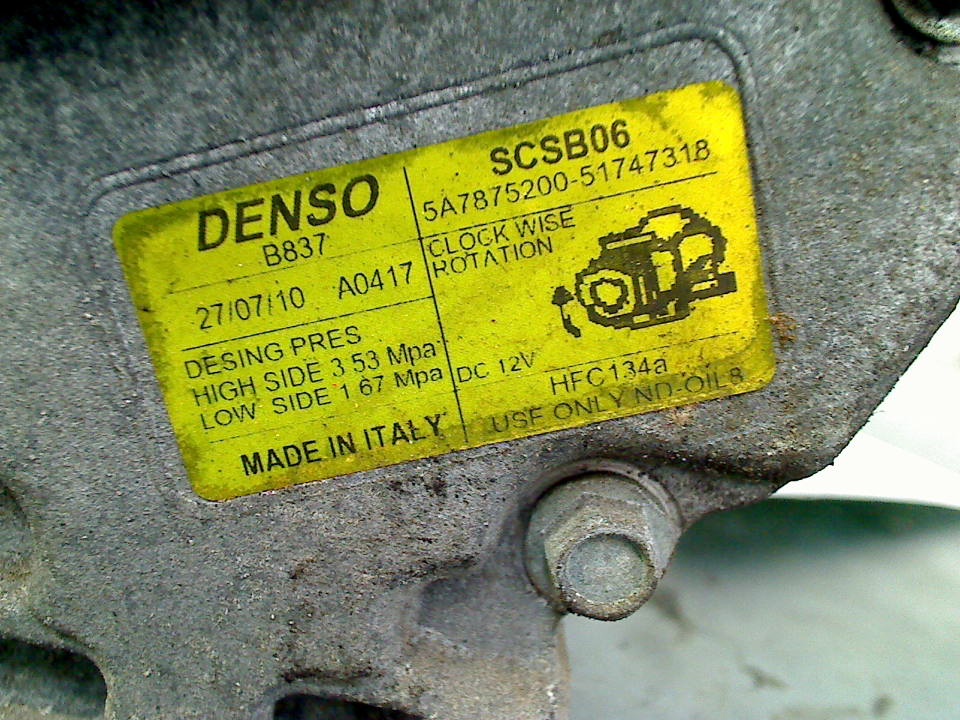 DENSO
B837
27/07/10 A0417
DESING PRES
HIGH SIDE 3.53 Mpa
LOW SIDE 1.67 Mpa
MADE IN ITALY
SCSB06
5A7875200-51747318
CLOCK WISE
ROTATION
DC 12V
HFC134a
USE ONLY ND-OIL8